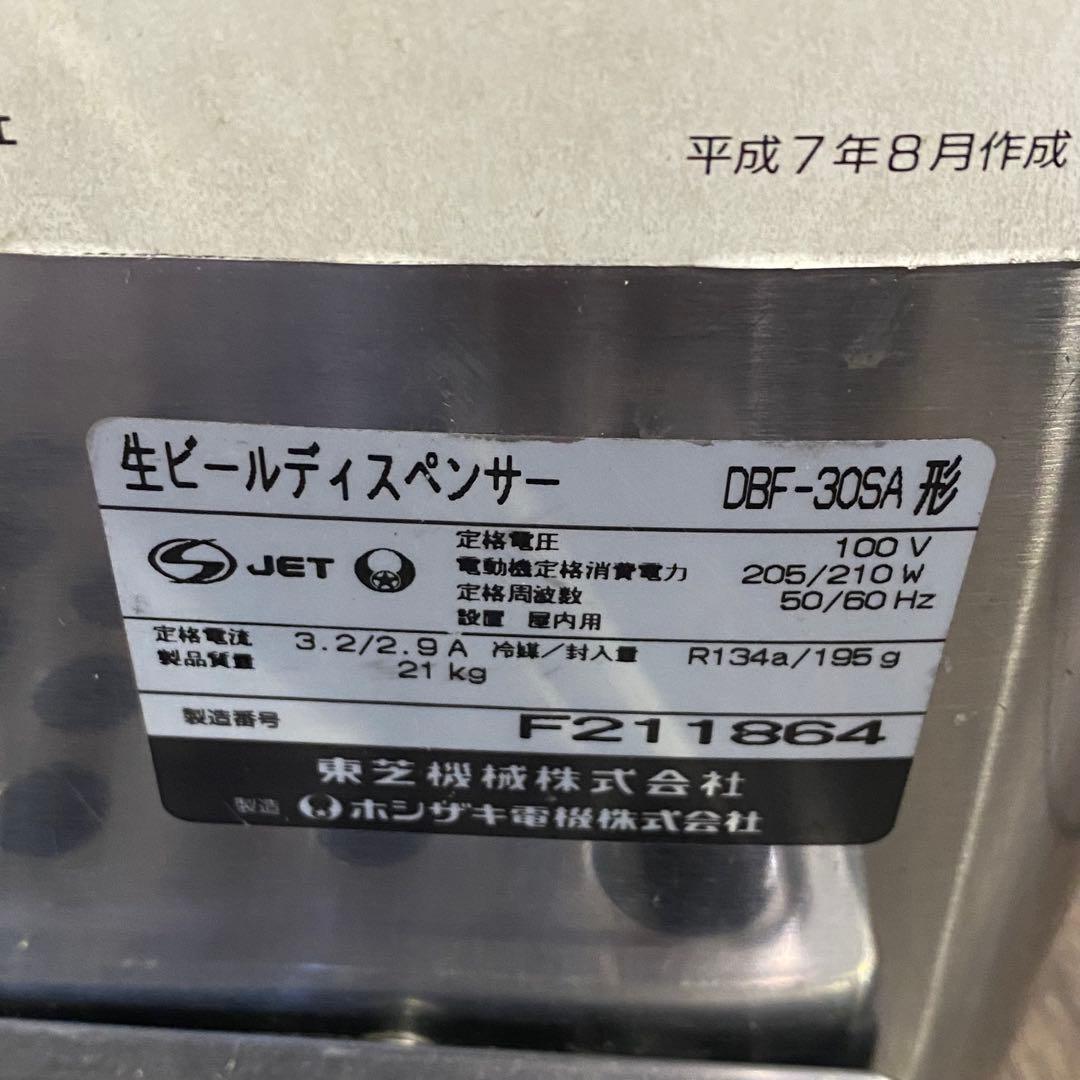 平成7年8月作成
生ビールディスペンサー DBF-30SA 形
S JET 定格電圧 100 V
電動機定格消費電力 205/210 W
定格周波数 50/60 Hz
設置 屋内用
定格電流 3.2/2.9 A 冷媒/封入量 R134a/195 g
製品質量 21 kg
製造番号 F211864
東芝機械株式会社
製造 ホシザキ電機株式会社